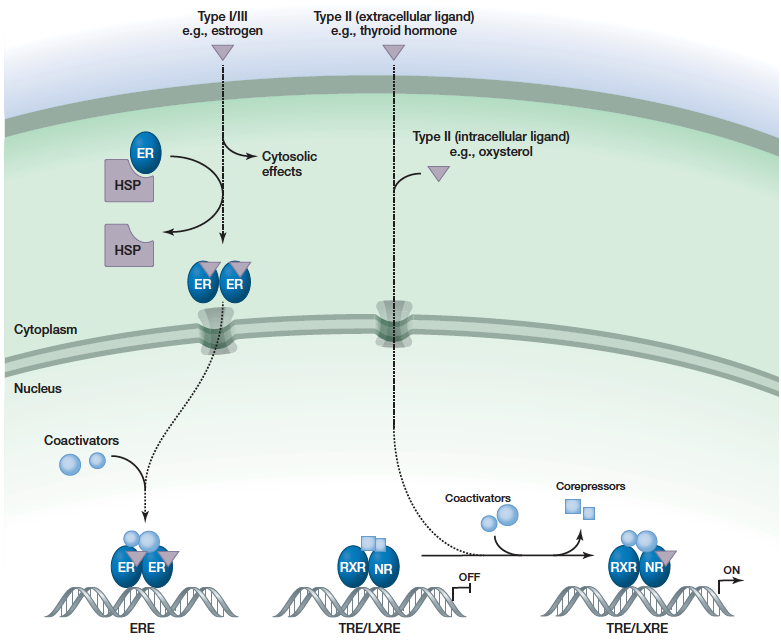 Type I/III
e.g., estrogen
Type II (extracellular ligand)
e.g., thyroid hormone
Type II (intracellular ligand)
e.g., oxysterol
ER
HSP
Cytosolic
effects
HSP
ER ER
Cytoplasm
Nucleus
Coactivators
Coactivators
Corepressors
ER ER
RXR NR
OFF
RXR NR
ON
ERE
TRE/LXRE
TRE/LXRE